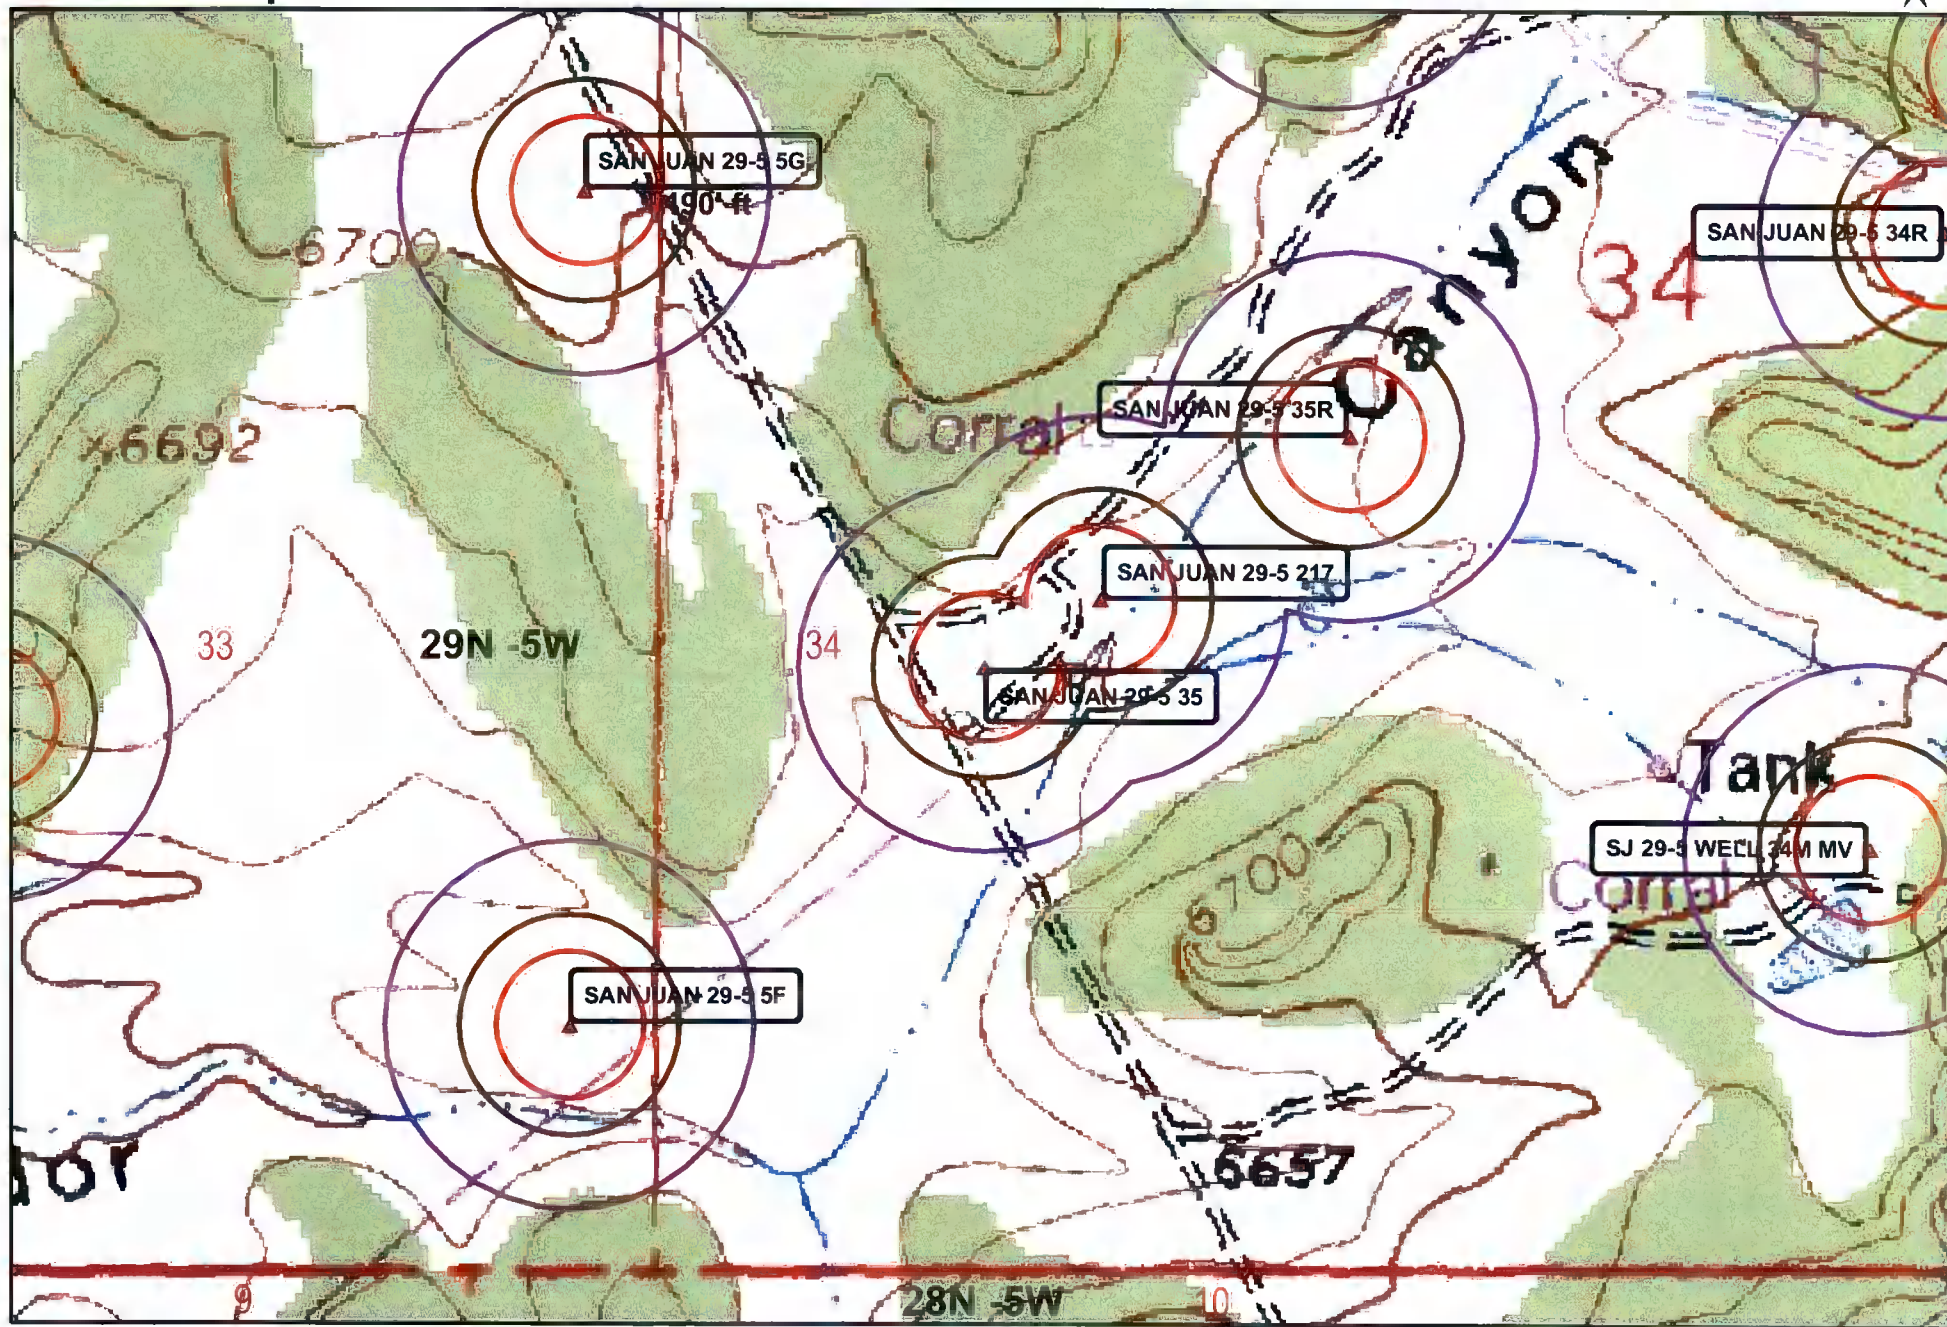 SAN JUAN 29-5 5G
490' ft
6700
Canyon
34
SAN JUAN 29-5 34R
x6692
Corral
SAN JUAN 29-5 35R
SAN JUAN 29-5 217
33
29N -5W
34
SAN JUAN 29-5 35
Tank
SJ 29-5 WELL 34M MV
Corral
6700
SAN JUAN 29-5 5F
6657
9
28N -5W
10